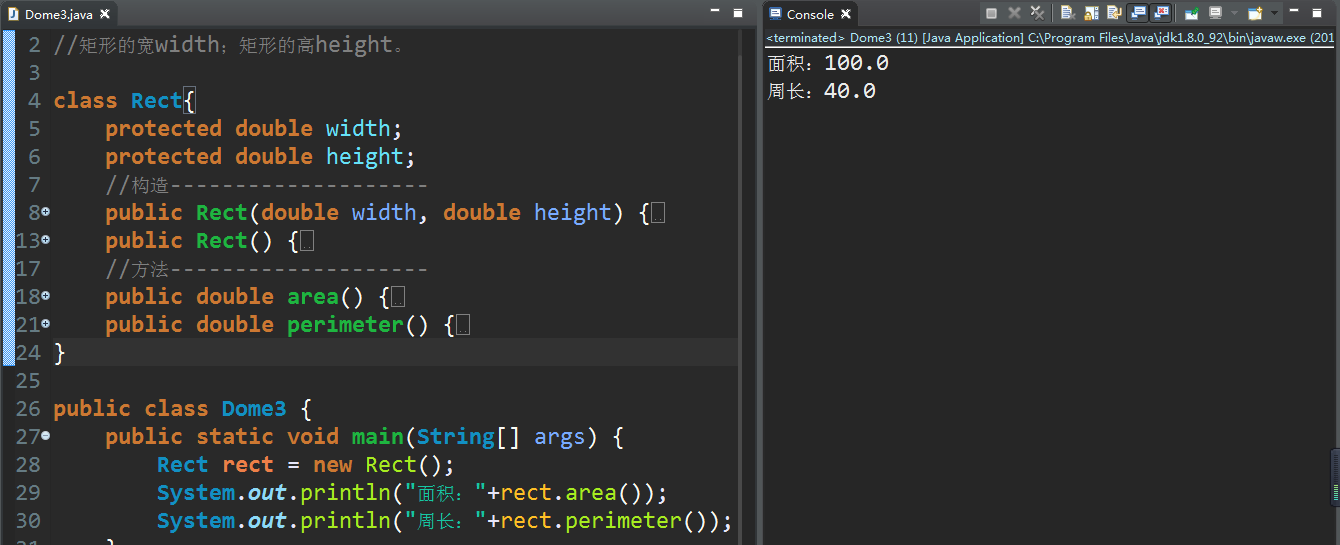 Dome3.java
2 //矩形的宽width；矩形的高height。
3
4 class Rect{
5 protected double width;
6 protected double height;
7 //构造--------------------
8 public Rect(double width, double height) {
13 public Rect() {
17 //方法--------------------
18 public double area() {
21 public double perimeter() {
24 }
25
26 public class Dome3 {
27 public static void main(String[] args) {
28 Rect rect = new Rect();
29 System.out.println("面积："+rect.area());
30 System.out.println("周长："+rect.perimeter());
Console
<terminated> Dome3 (11) [Java Application] C:\Program Files\Java\jdk1.8.0_92\bin\javaw.exe (201
面积：100.0
周长：40.0